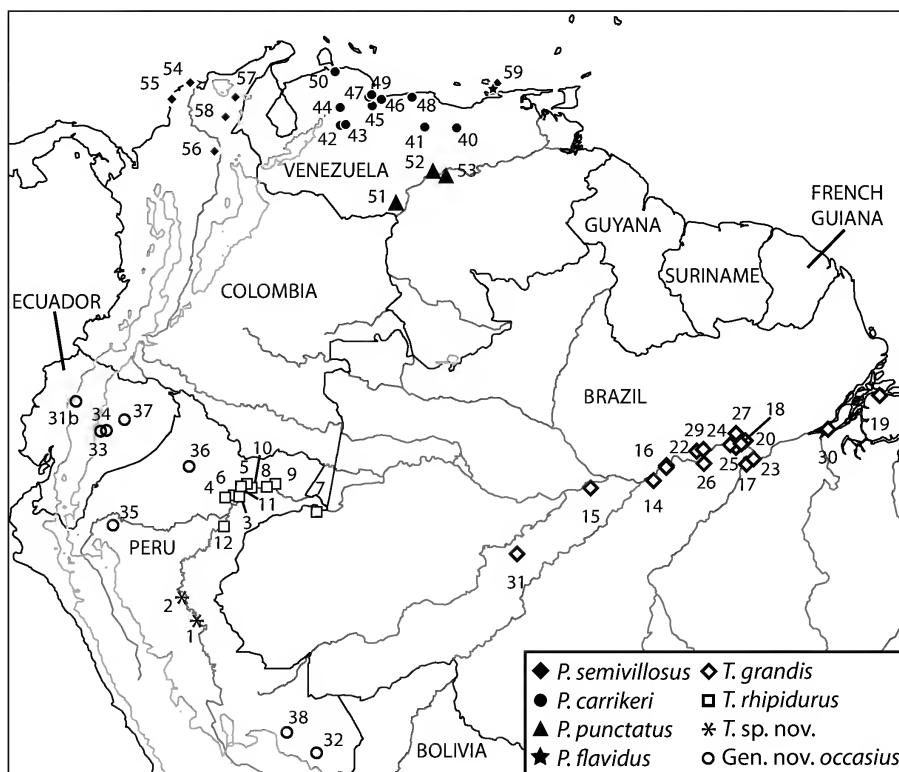 54
55
57
58
56
50
49
47
44
46
48
45
42
43
41
40
59
VENEZUELA
52
53
51
FRENCH
GUIANA
GUYANA
SURINAME
ECUADOR
COLOMBIA
BRAZIL
31b
34
33
37
36
35
10
5
6
8
9
4
7
11
3
12
PERU
2
1
27
18
29
24
22
20
16
25
26
17
23
14
15
31
30
19
38
32
BOLIVIA
P. semivillosus
P. carrikeri
P. punctatus
P. flavidus
T. grandis
T. rhipidurus
T. sp. nov.
Gen. nov. occasius